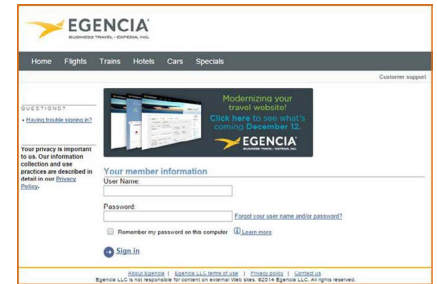 EGENCIA
BUSINESS TRAVEL - EXPEDIA, INC.
Home Flights Trains Hotels Cars Specials
Customer support
QUESTIONS?
Having trouble signing in?
Your privacy is important
to us. Our information
collection and use
practices are described in
detail in our Privacy
Policy.
Modernizing your
travel website!
Click here to see what's
coming December 12.
EGENCIA
BUSINESS TRAVEL - EXPEDIA, INC.
Your member information
User Name:
Password:
Forgot your user name and/or password?
Remember my password on this computer Learn more
Sign in
About Egencia | Egencia LLC terms of use | Privacy policy | Contact us
Egencia LLC is not responsible for content on external Web sites. ©2014 Egencia LLC. All rights reserved.